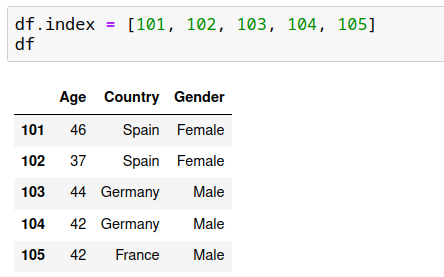 df.index = [101, 102, 103, 104, 105]
df
Age Country Gender
101 46 Spain Female
102 37 Spain Female
103 44 Germany Male
104 42 Germany Male
105 42 France Male